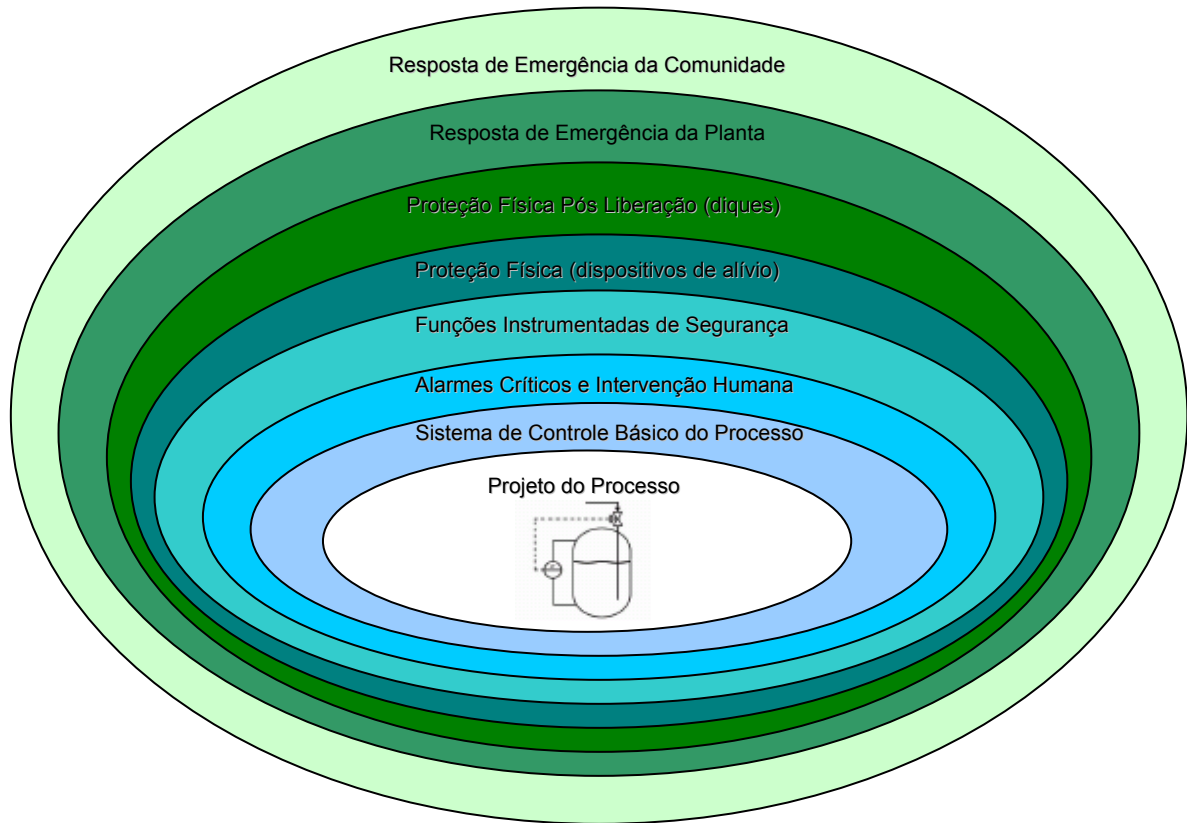 Resposta de Emergência da Comunidade
Resposta de Emergência da Planta
Proteção Física Pós Liberação (diques)
Proteção Física (dispositivos de alívio)
Funções Instrumentadas de Segurança
Alarmes Críticos e Intervenção Humana
Sistema de Controle Básico do Processo
Projeto do Processo